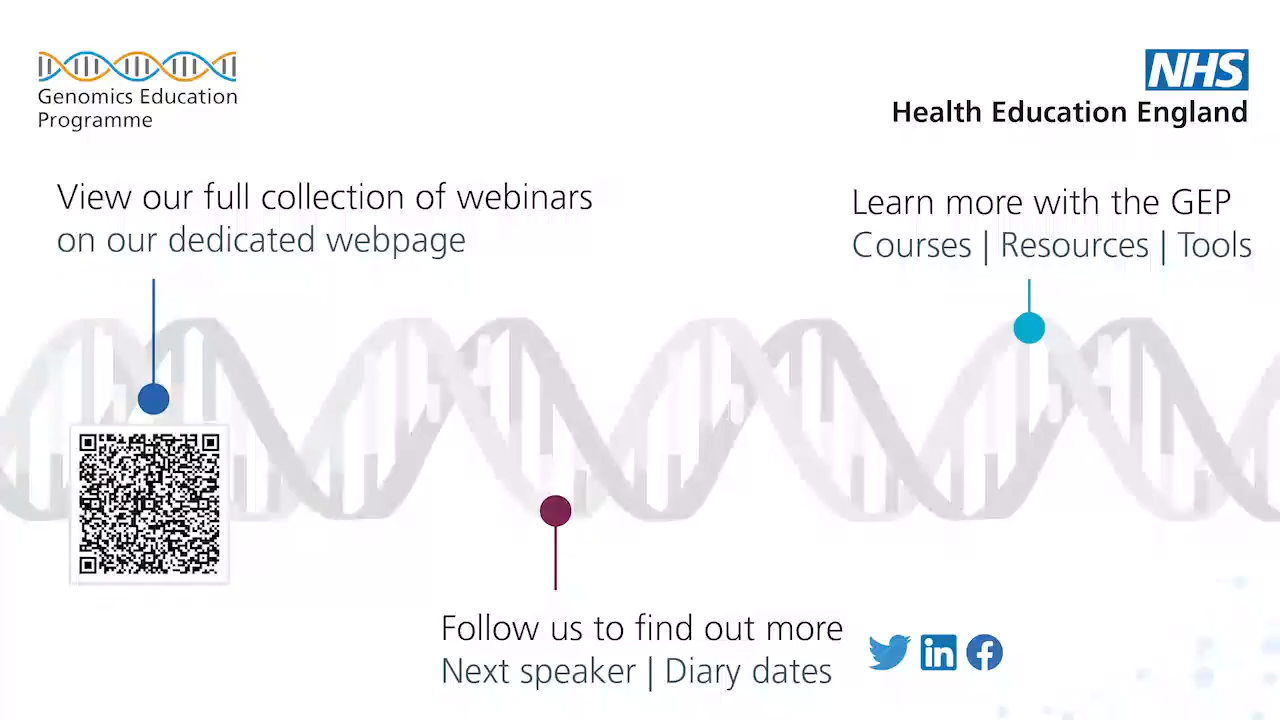 Genomics Education
Programme
NHS
Health Education England
View our full collection of webinars
on our dedicated webpage
Learn more with the GEP
Courses | Resources | Tools
Follow us to find out more
Next speaker | Diary dates